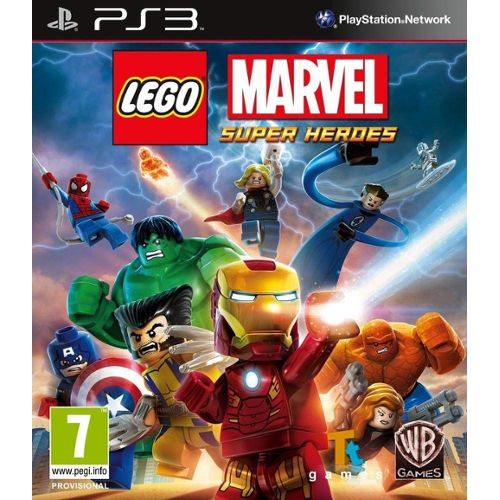 PS3
PlayStation®Network
LEGO
MARVEL
SUPER HEROES
7
www.pegi.info
PROVISIONAL
Tt
games
WB
GAMES